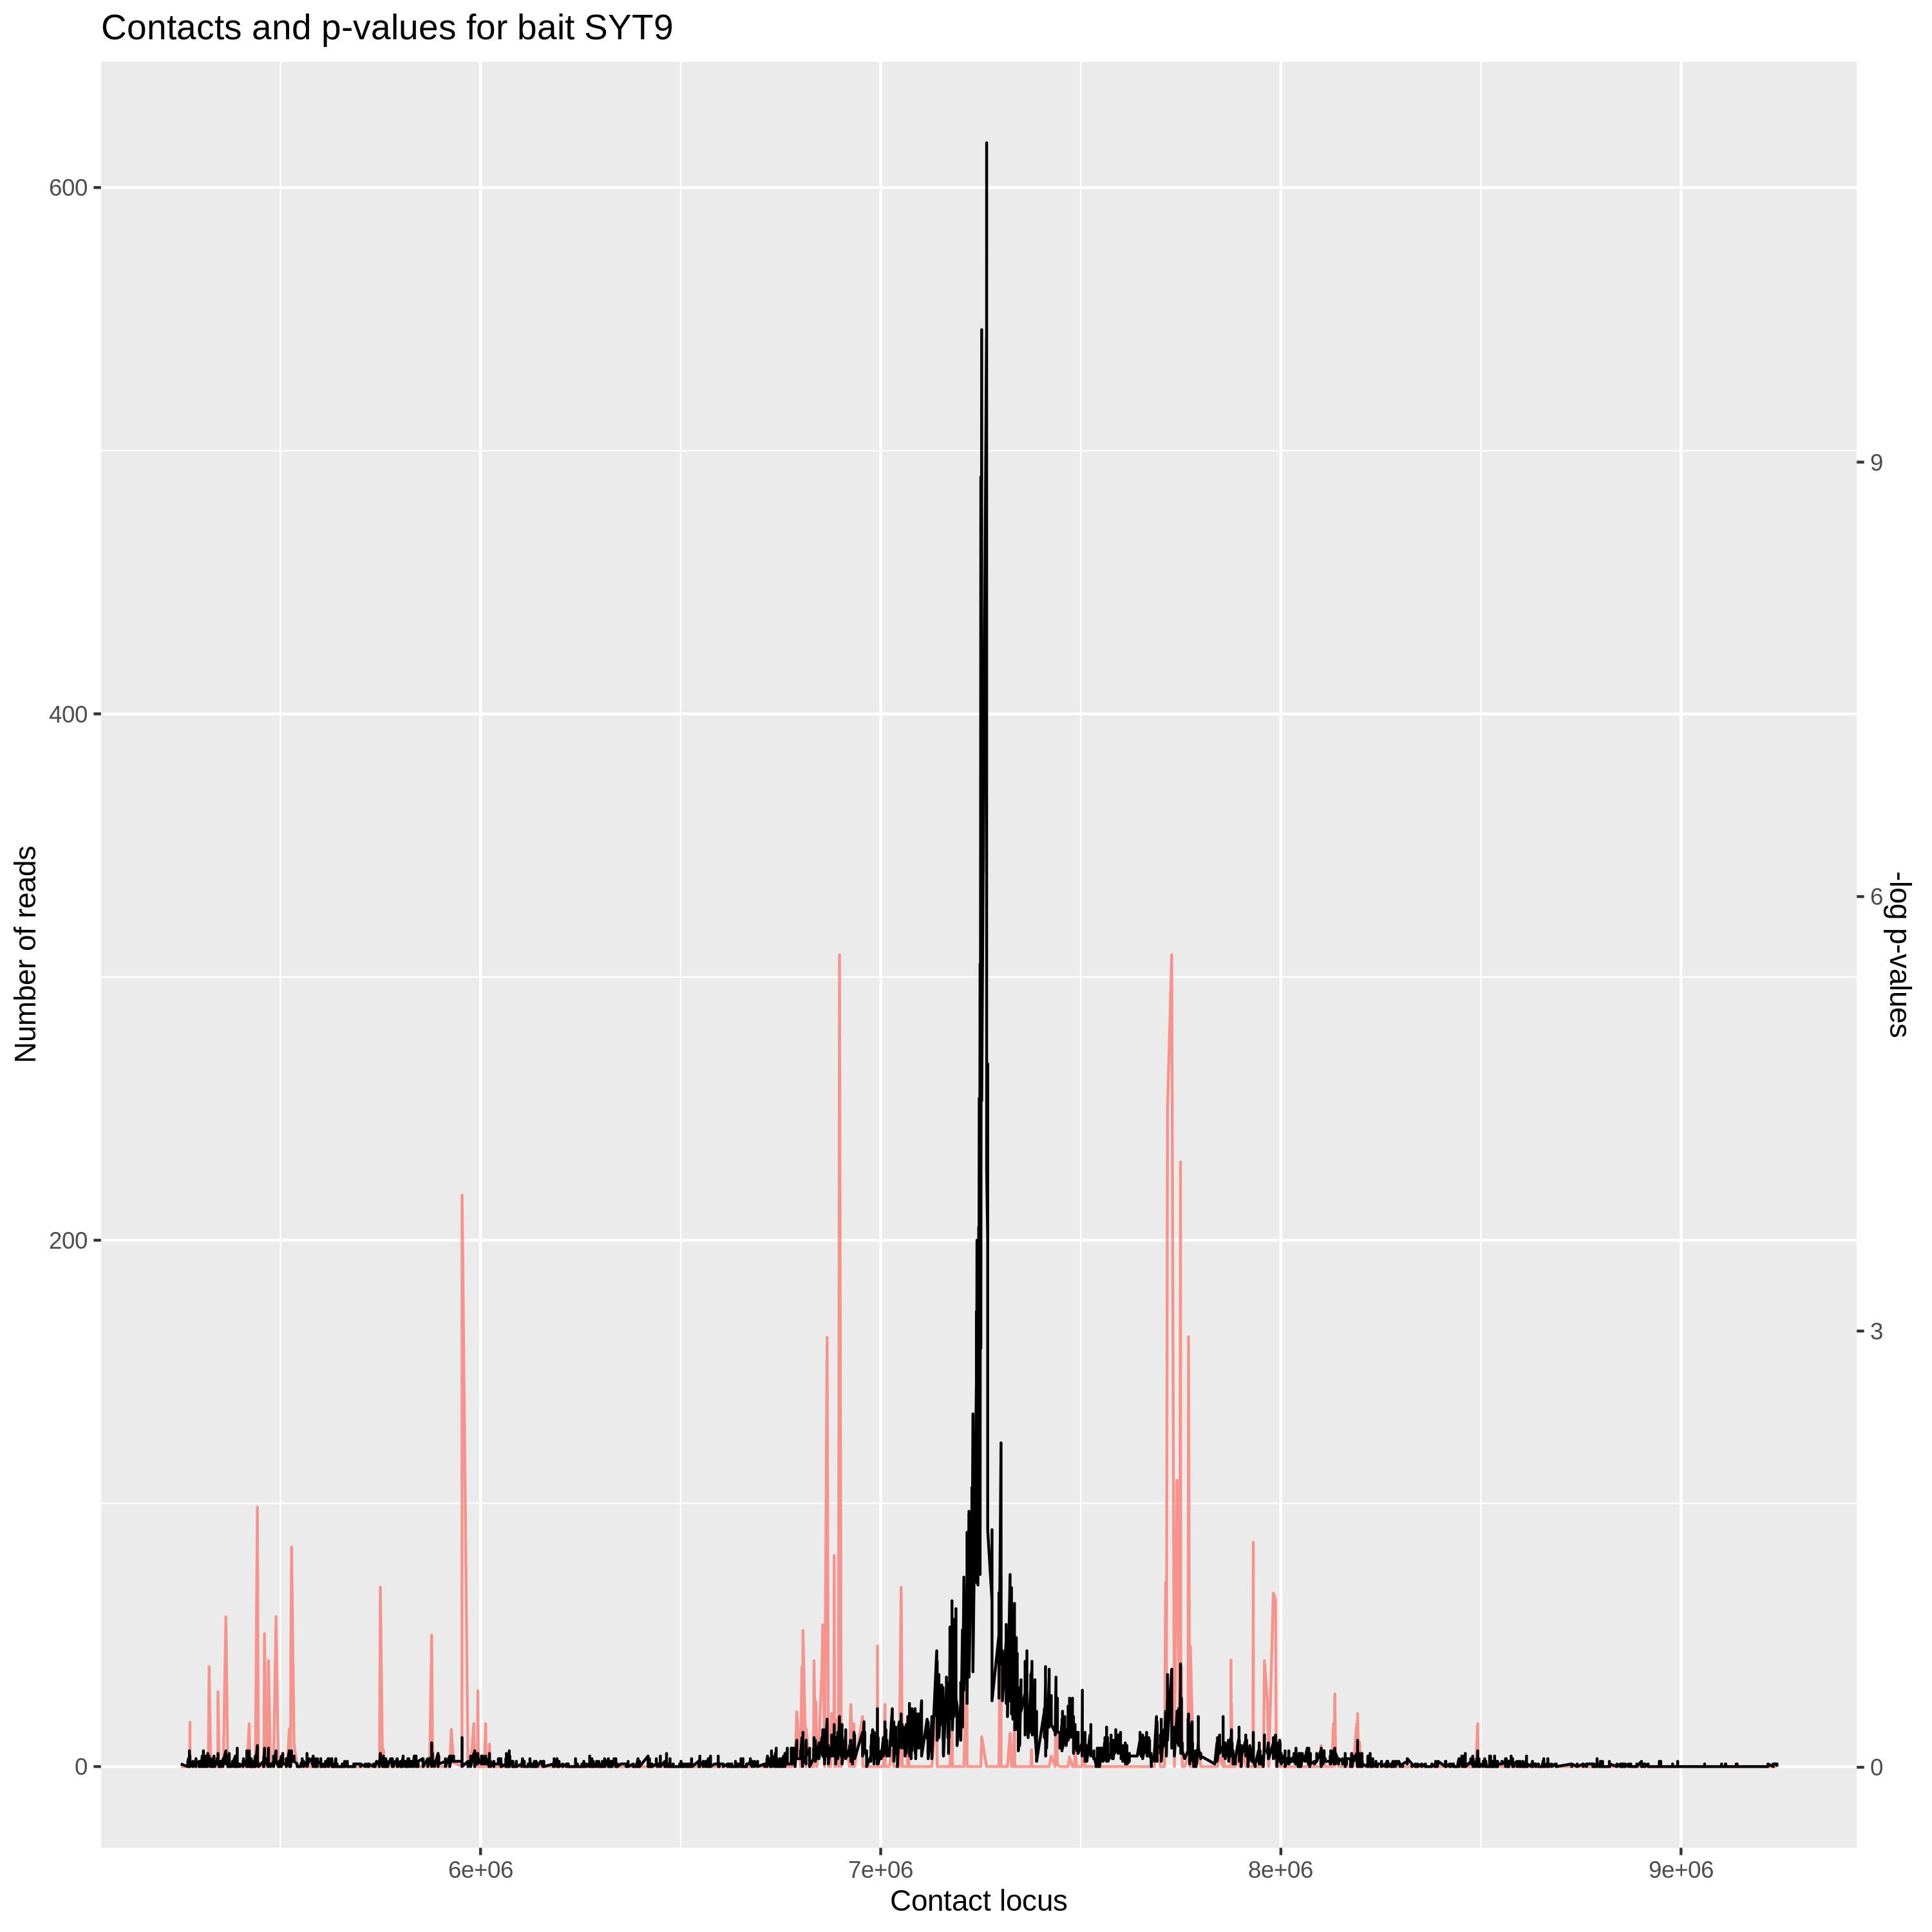 Contacts and p-values for bait SYT9
600
400
200
0
Number of reads
9
6
3
0
-log p-values
6e+06
7e+06
8e+06
9e+06
Contact locus